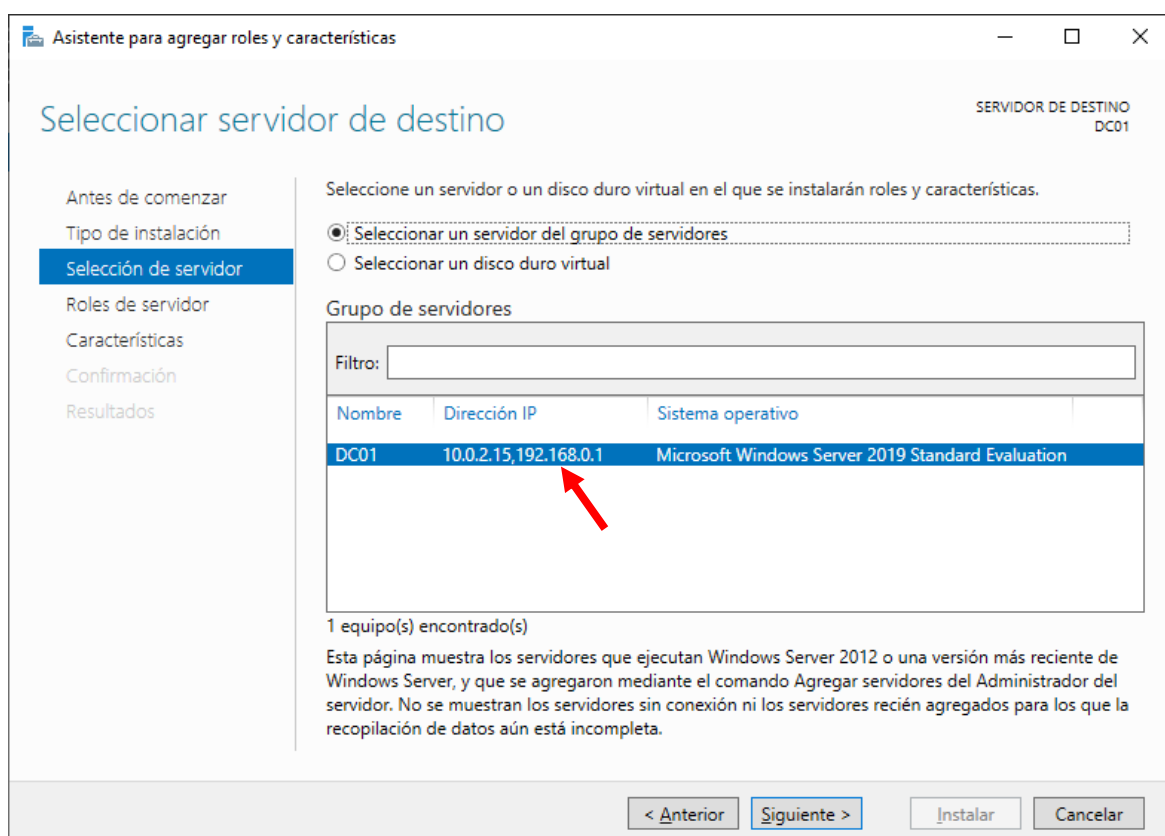 Asistente para agregar roles y características
Seleccionar servidor de destino
SERVIDOR DE DESTINO
DC01
Antes de comenzar
Tipo de instalación
Selección de servidor
Roles de servidor
Características
Confirmación
Resultados
Seleccione un servidor o un disco duro virtual en el que se instalarán roles y características.
Seleccionar un servidor del grupo de servidores
Seleccionar un disco duro virtual
Grupo de servidores
Filtro:
Nombre Dirección IP Sistema operativo
DC01 10.0.2.15,192.168.0.1 Microsoft Windows Server 2019 Standard Evaluation
1 equipo(s) encontrado(s)
Esta página muestra los servidores que ejecutan Windows Server 2012 o una versión más reciente de
Windows Server, y que se agregaron mediante el comando Agregar servidores del Administrador del
servidor. No se muestran los servidores sin conexión ni los servidores recién agregados para los que la
recopilación de datos aún está incompleta.
< Anterior Siguiente > Instalar Cancelar